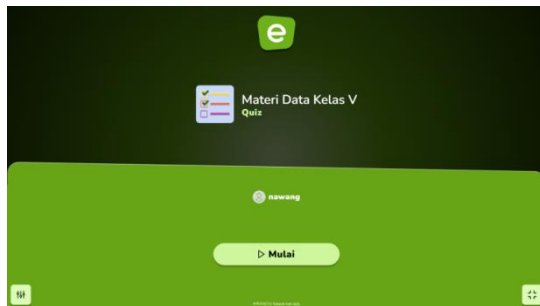 e
Materi Data Kelas V
Quiz
nawang
Mulai